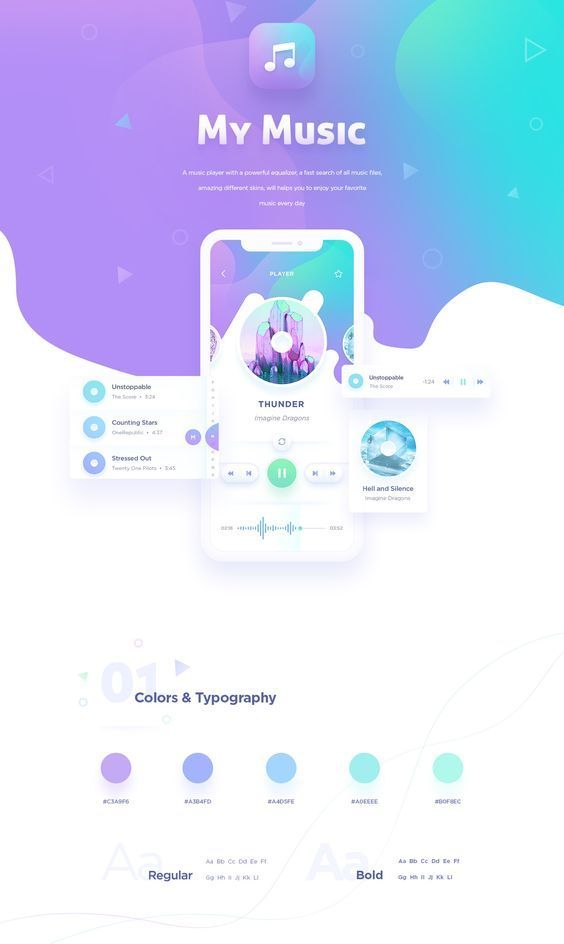 My Music
A music player with a powerful equalizer, a fast search of all music files,
amazing different skins, will helps you to enjoy your favorite
music every day
PLAYER
Unstoppable
The Score • 3:24
Counting Stars
OneRepublic • 4:37
M
Stressed Out
Twenty One Pilots • 3:45
THUNDER
Imagine Dragons
02:18
03:52
Unstoppable
The Score
-1:24
Hell and Silence
Imagine Dragons
01
Colors & Typography
#C3A9F6
#A3B4FD
#A4D5FE
#A0EEEE
#B0F8EC
Aa
Regular
Aa Bb Cc Dd Ee Ff
Gg Hh II Jj Kk LI
Aa
Bold
Aa Bb Cc Dd Ee Ff
Gg Hh II Jj Kk LI